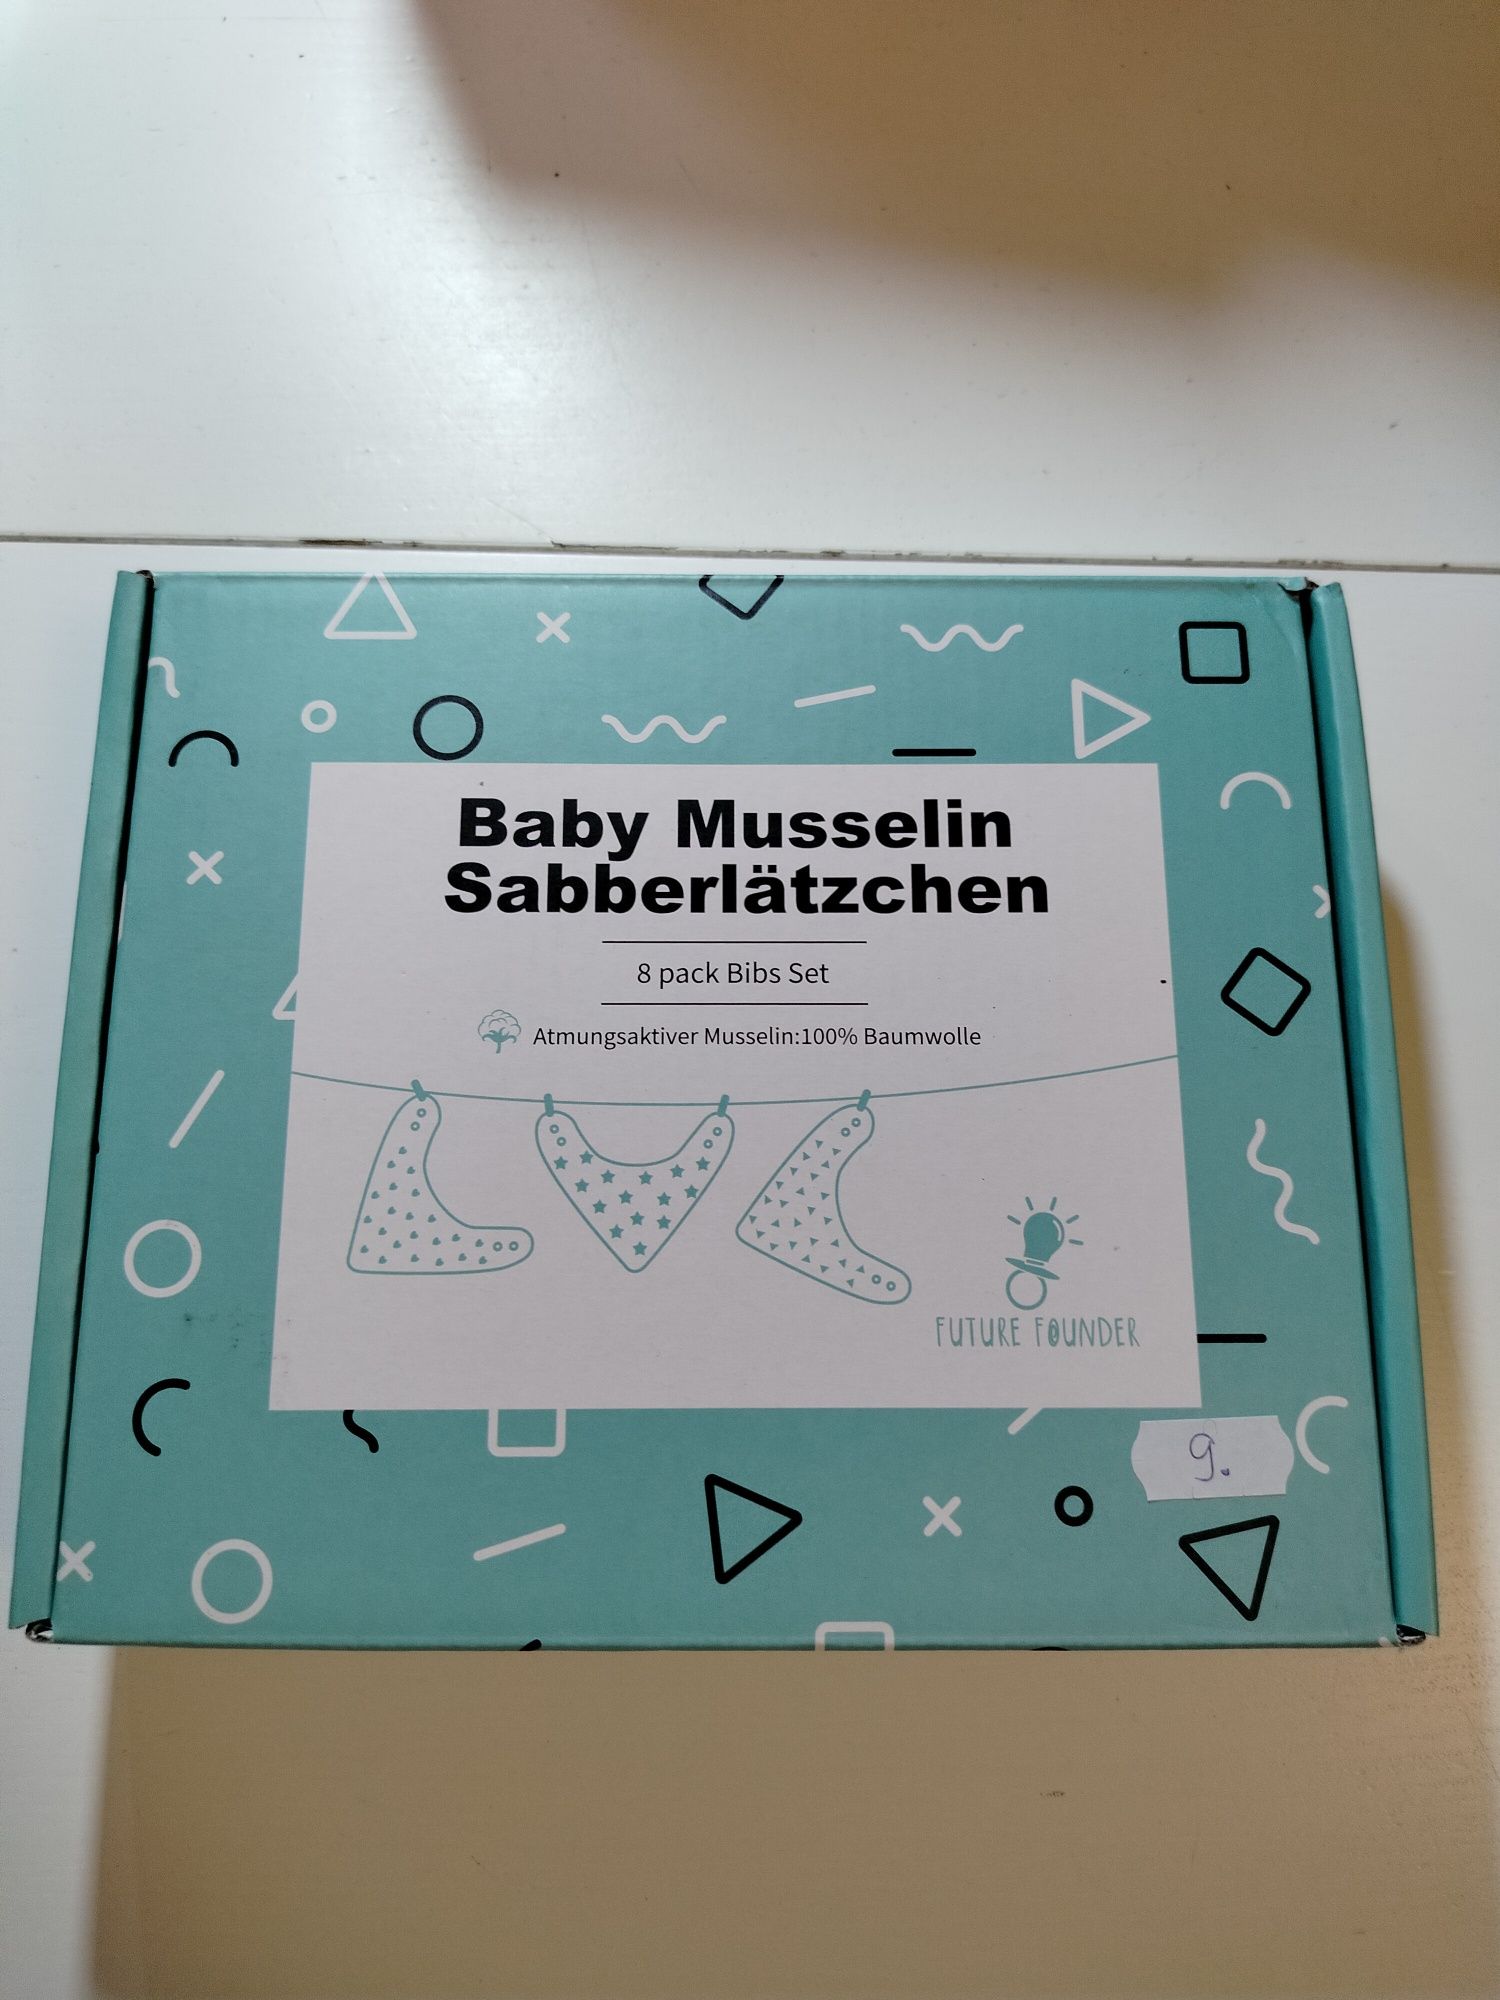 Baby Musselin
Sabberlätzchen
8 pack Bibs Set
Atmungsaktiver Musselin:100% Baumwolle
FUTURE FOUNDER
9.